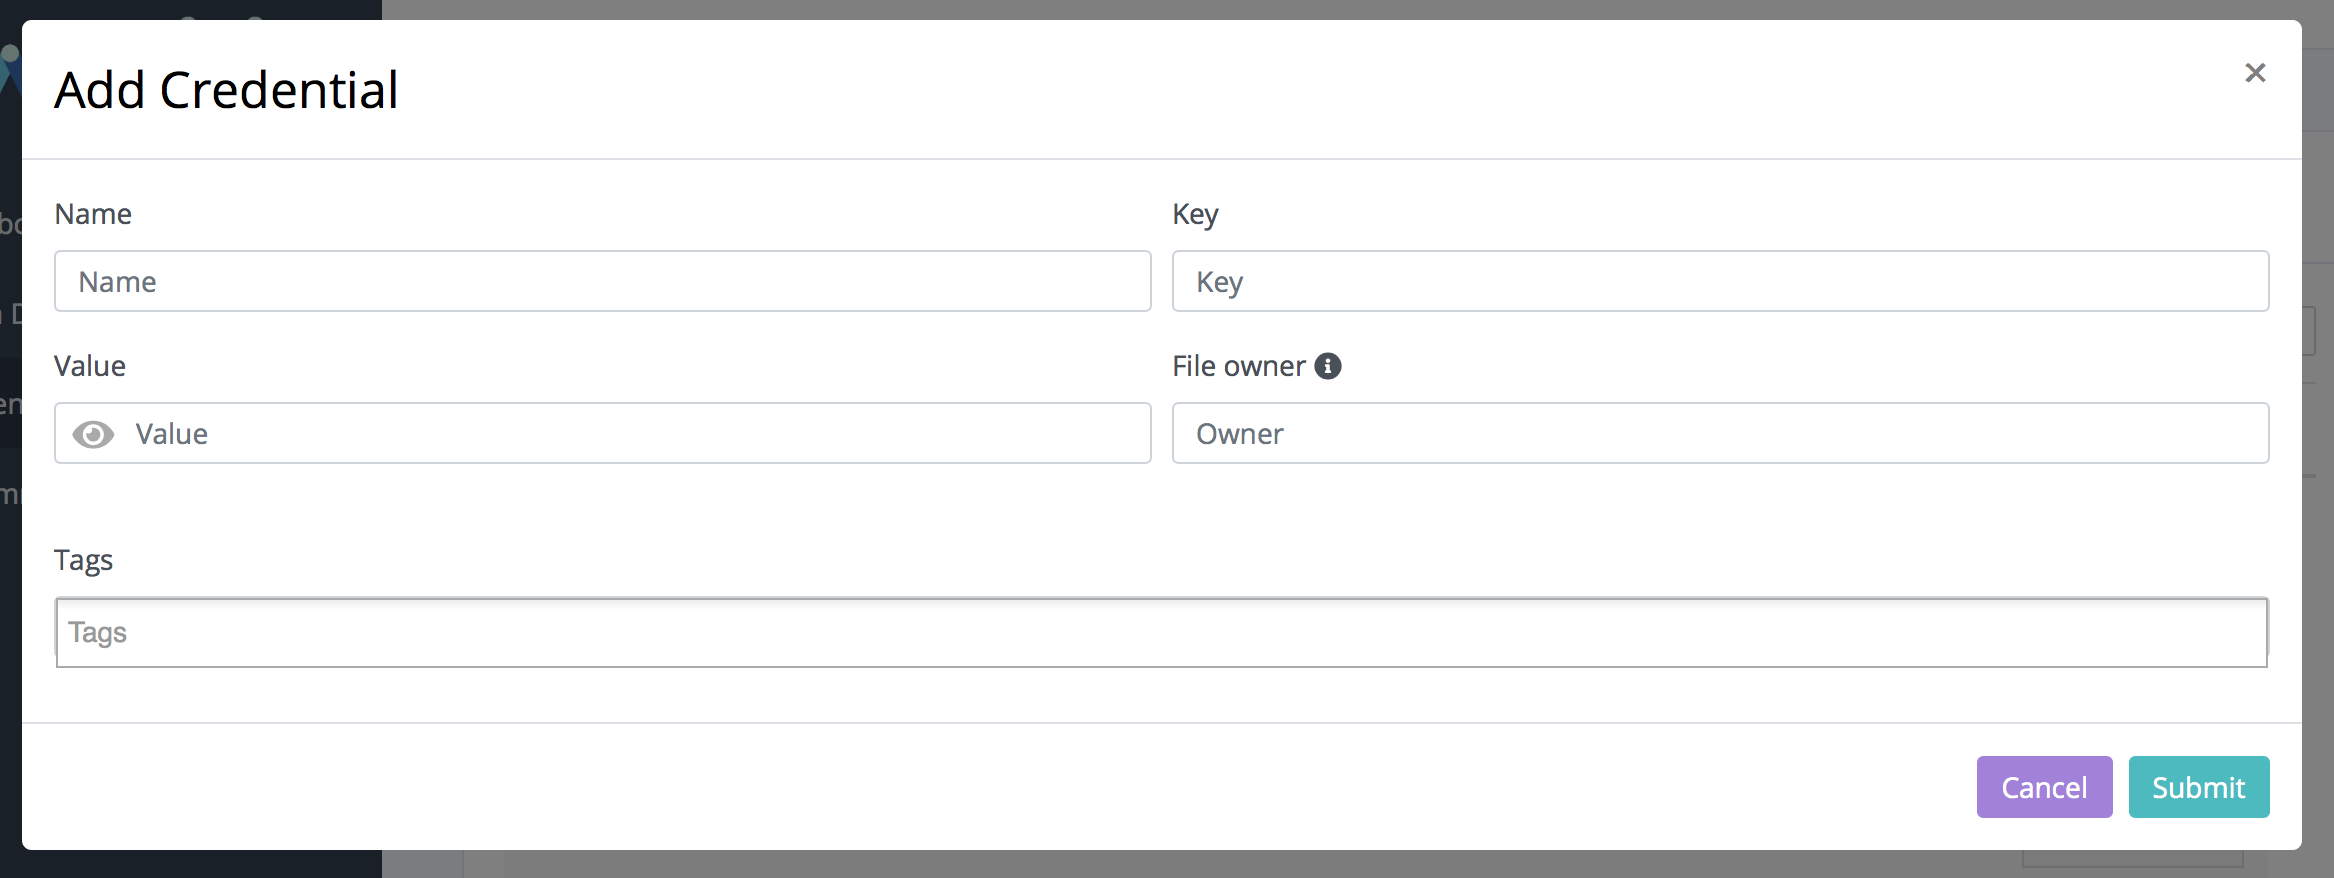 Add Credential
Name
Key
Name
Key
Value
File owner
Value
Owner
Tags
Tags
Cancel
Submit